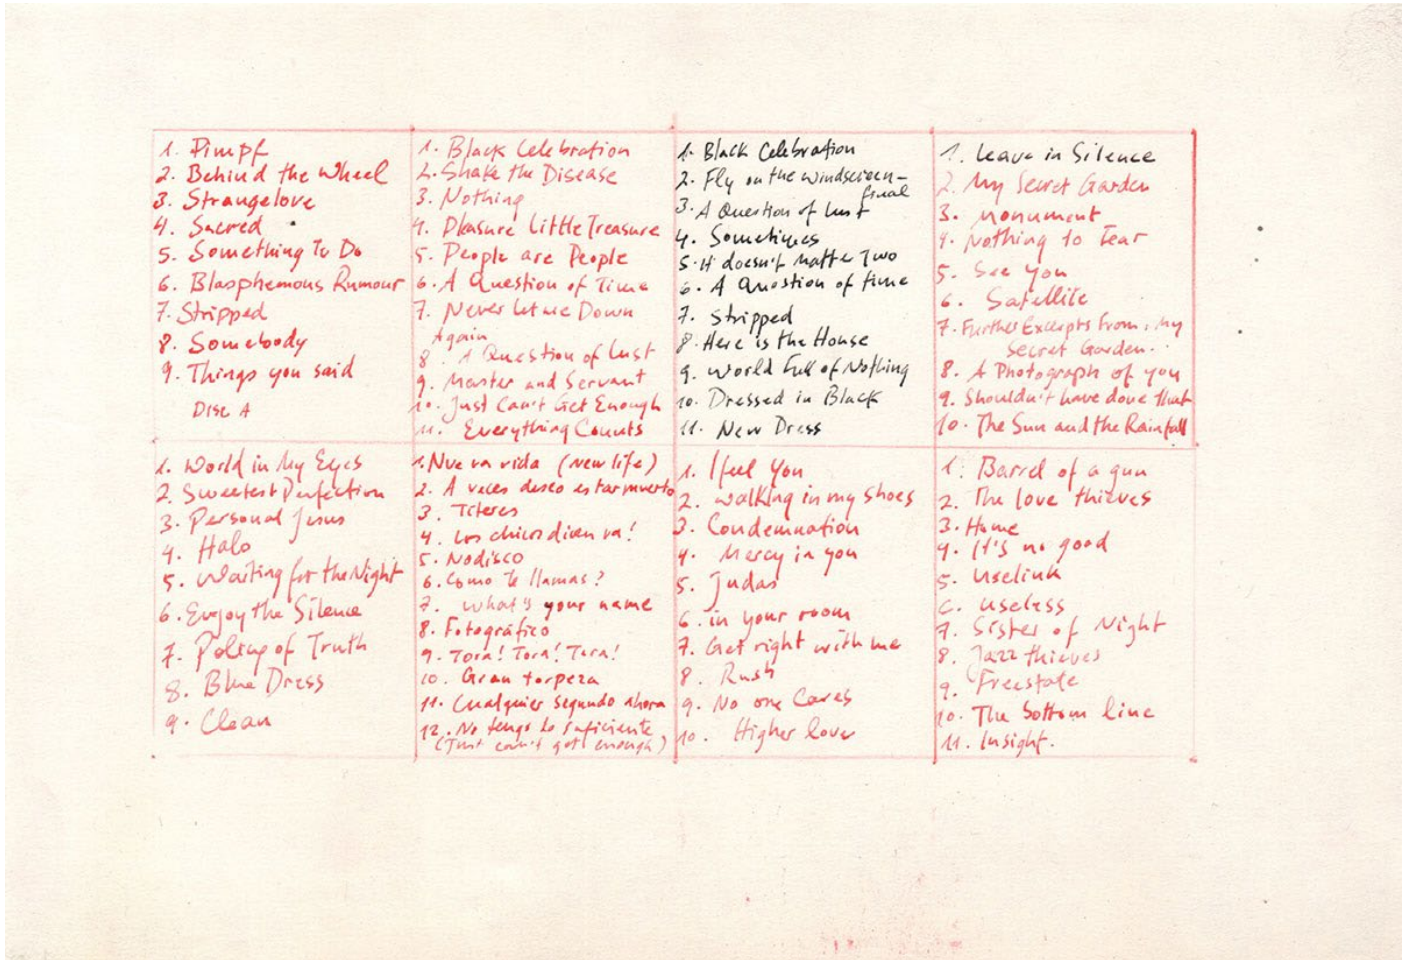 1. Pimpf
2. Behind the Wheel
3. Strangelove
4. Sacred
5. Something To Do
6. Blasphemous Rumour
7. Stripped
8. Somebody
9. Things you said
Disc A
1. Black Celebration
2. Shake the Disease
3. Nothing
4. Pleasure Little Treasure
5. People are People
6. A Question of Time
7. Never let me Down
Again
8. A Question of Lust
9. Master and Servant
10. Just Can't Get Enough
11. Everything Counts
1. Black Celebration
2. Fly on the windscreen-
final
3. A Question of Lust
4. Sometimes
5. It doesn't matter Two
6. A Question of time
7. Stripped
8. Here is the House
9. World Full of Nothing
10. Dressed in Black
11. New Dress
1. Leave in Silence
2. My Secret Garden
3. Monument
4. Nothing to Fear
5. See You
6. Satellite
7. Further Excerpts From: My
Secret Garden.
8. A Photograph of you
9. Shouldn't have done that
10. The Sun and the Rainfall
1. World in My Eyes
2. Sweetest Perfection
3. Personal Jesus
4. Halo
5. Waiting for the Night
6. Enjoy the Silence
7. Policy of Truth
8. Blue Dress
9. Clean
1. Nueva vida (new life)
2. A veces deseo estar muerto
3. Titeres
4. Los chicos dicen va!
5. Nodisco
6. Como te llamas?
7. what's your name
8. Fotográfico
9. Tora! Tora! Tora!
10. Gran torpeza
11. Cualquier segundo ahora
12. No tengo lo suficiente
(Just can't get enough)
1. I feel You
2. Walking in my shoes
3. Condemnation
4. Mercy in you
5. Judas
6. in your room
7. Get right with me
8. Rush
9. No one Cares
10. Higher love
1. Barrel of a gun
2. The love thieves
3. Home
4. It's no good
5. Uselink
6. Useless
7. Sister of Night
8. Jazz thieves
9. Freestate
10. The bottom line
11. Insight.